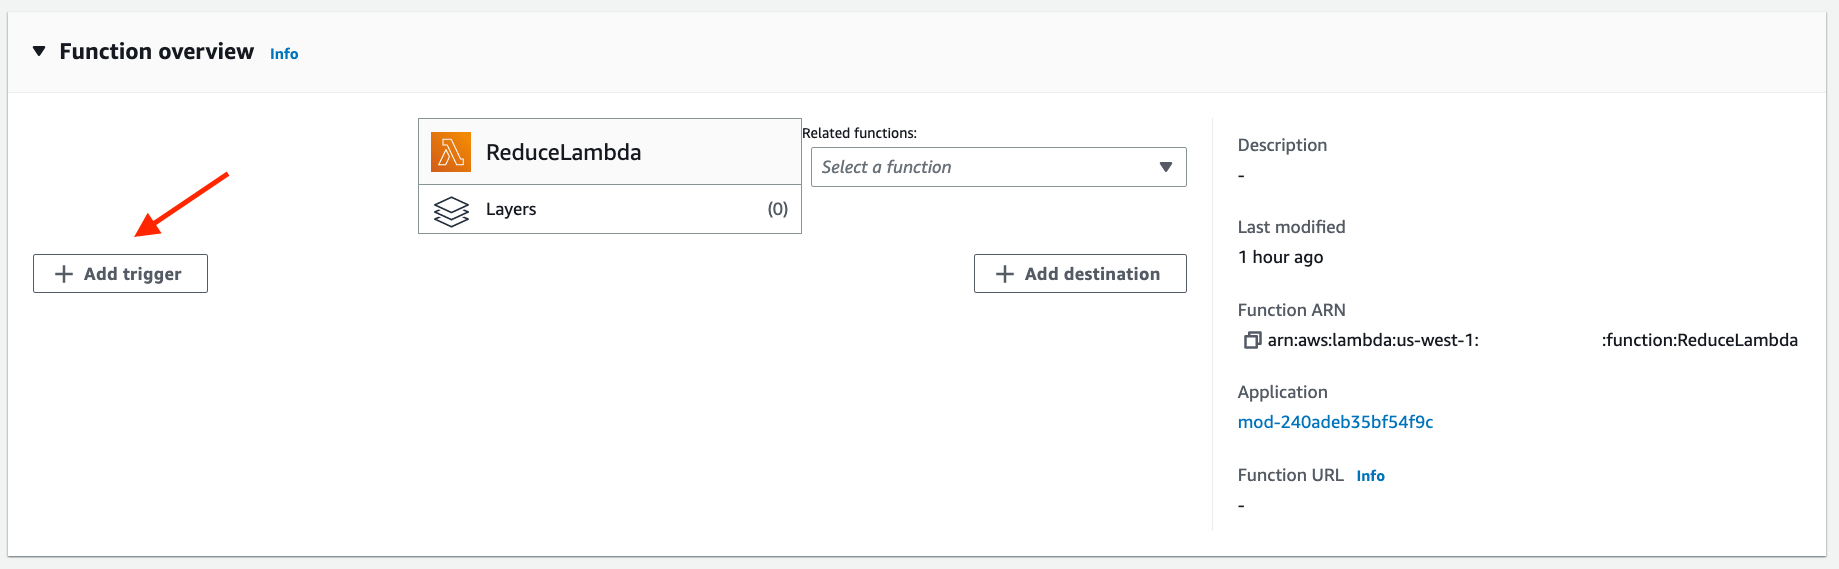 Function overview Info
ReduceLambda
Layers (0)
Related functions:
Select a function
+ Add trigger
+ Add destination
Description
-
Last modified
1 hour ago
Function ARN
arn:aws:lambda:us-west-1: :function:ReduceLambda
Application
mod-240adeb35bf54f9c
Function URL Info
-